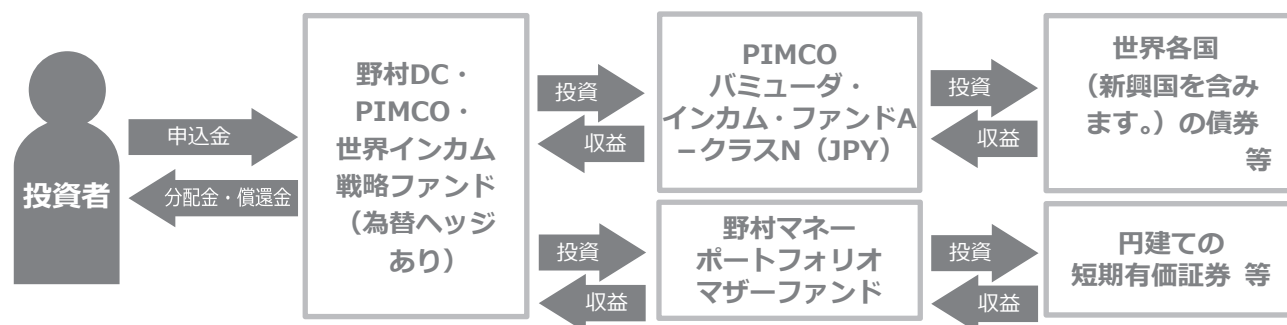 投資者
申込金
分配金・償還金
野村DC・
PIMCO・
世界インカム
戦略ファンド
（為替ヘッジ
あり）
投資
収益
PIMCO
バミューダ・
インカム・ファンドA
－クラスN（JPY）
投資
収益
世界各国
（新興国を含み
ます。）の債券
等
投資
収益
野村マネー
ポートフォリオ
マザーファンド
投資
収益
円建ての
短期有価証券 等